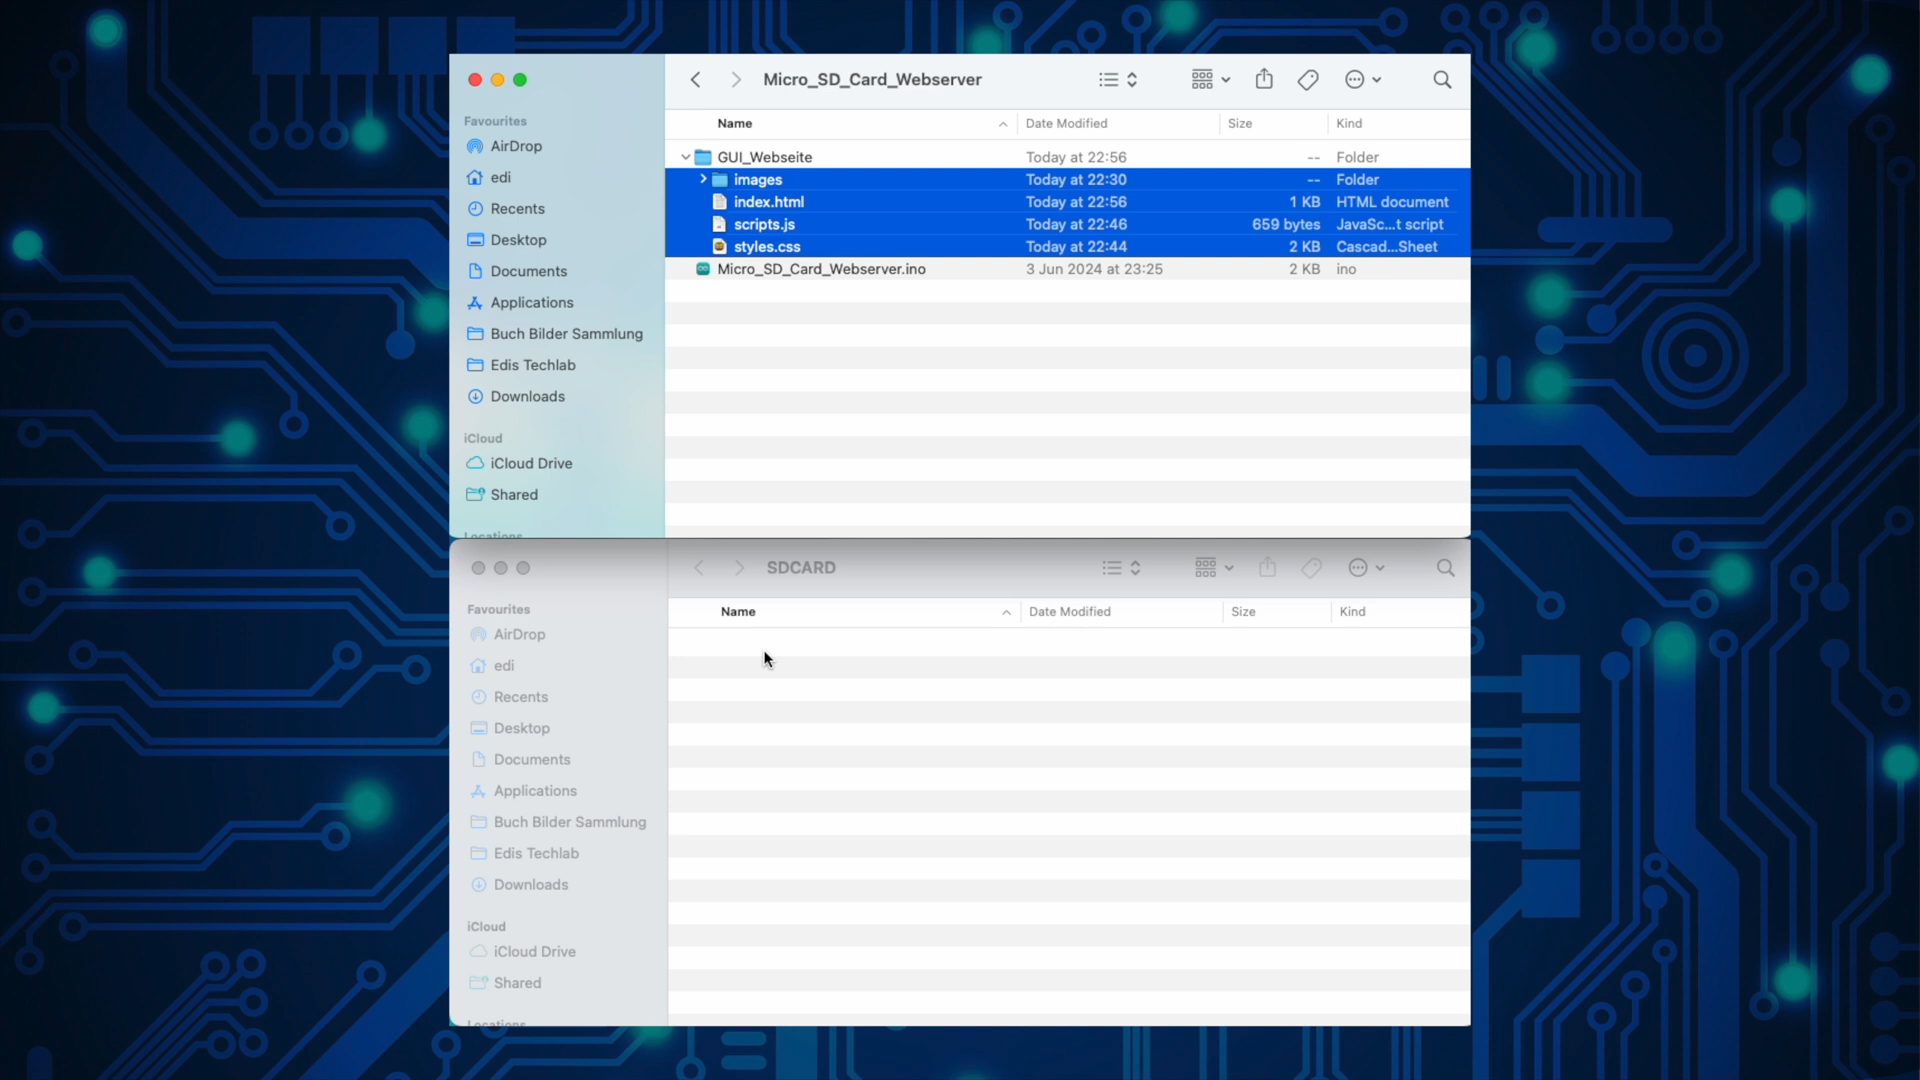 Micro_SD_Card_Webserver
Favourites
AirDrop
edi
Recents
Desktop
Documents
Applications
Buch Bilder Sammlung
Edis Techlab
Downloads
iCloud
iCloud Drive
Shared
Locations
Name Date Modified Size Kind
GUI_Webseite Today at 22:56 -- Folder
images Today at 22:30 -- Folder
index.html Today at 22:56 1 KB HTML document
scripts.js Today at 22:46 659 bytes JavaSc...t script
styles.css Today at 22:44 2 KB Cascad...Sheet
Micro_SD_Card_Webserver.ino 3 Jun 2024 at 23:25 2 KB ino
SDCARD
Favourites
AirDrop
edi
Recents
Desktop
Documents
Applications
Buch Bilder Sammlung
Edis Techlab
Downloads
iCloud
iCloud Drive
Shared
Locations
Name Date Modified Size Kind